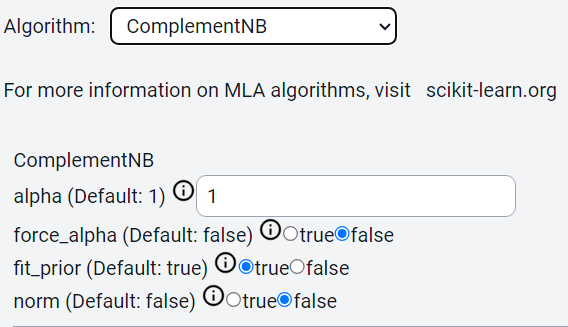 Algorithm: ComplementNB
For more information on MLA algorithms, visit scikit-learn.org
ComplementNB
alpha (Default: 1) 1
force_alpha (Default: false) true false
fit_prior (Default: true) true false
norm (Default: false) true false